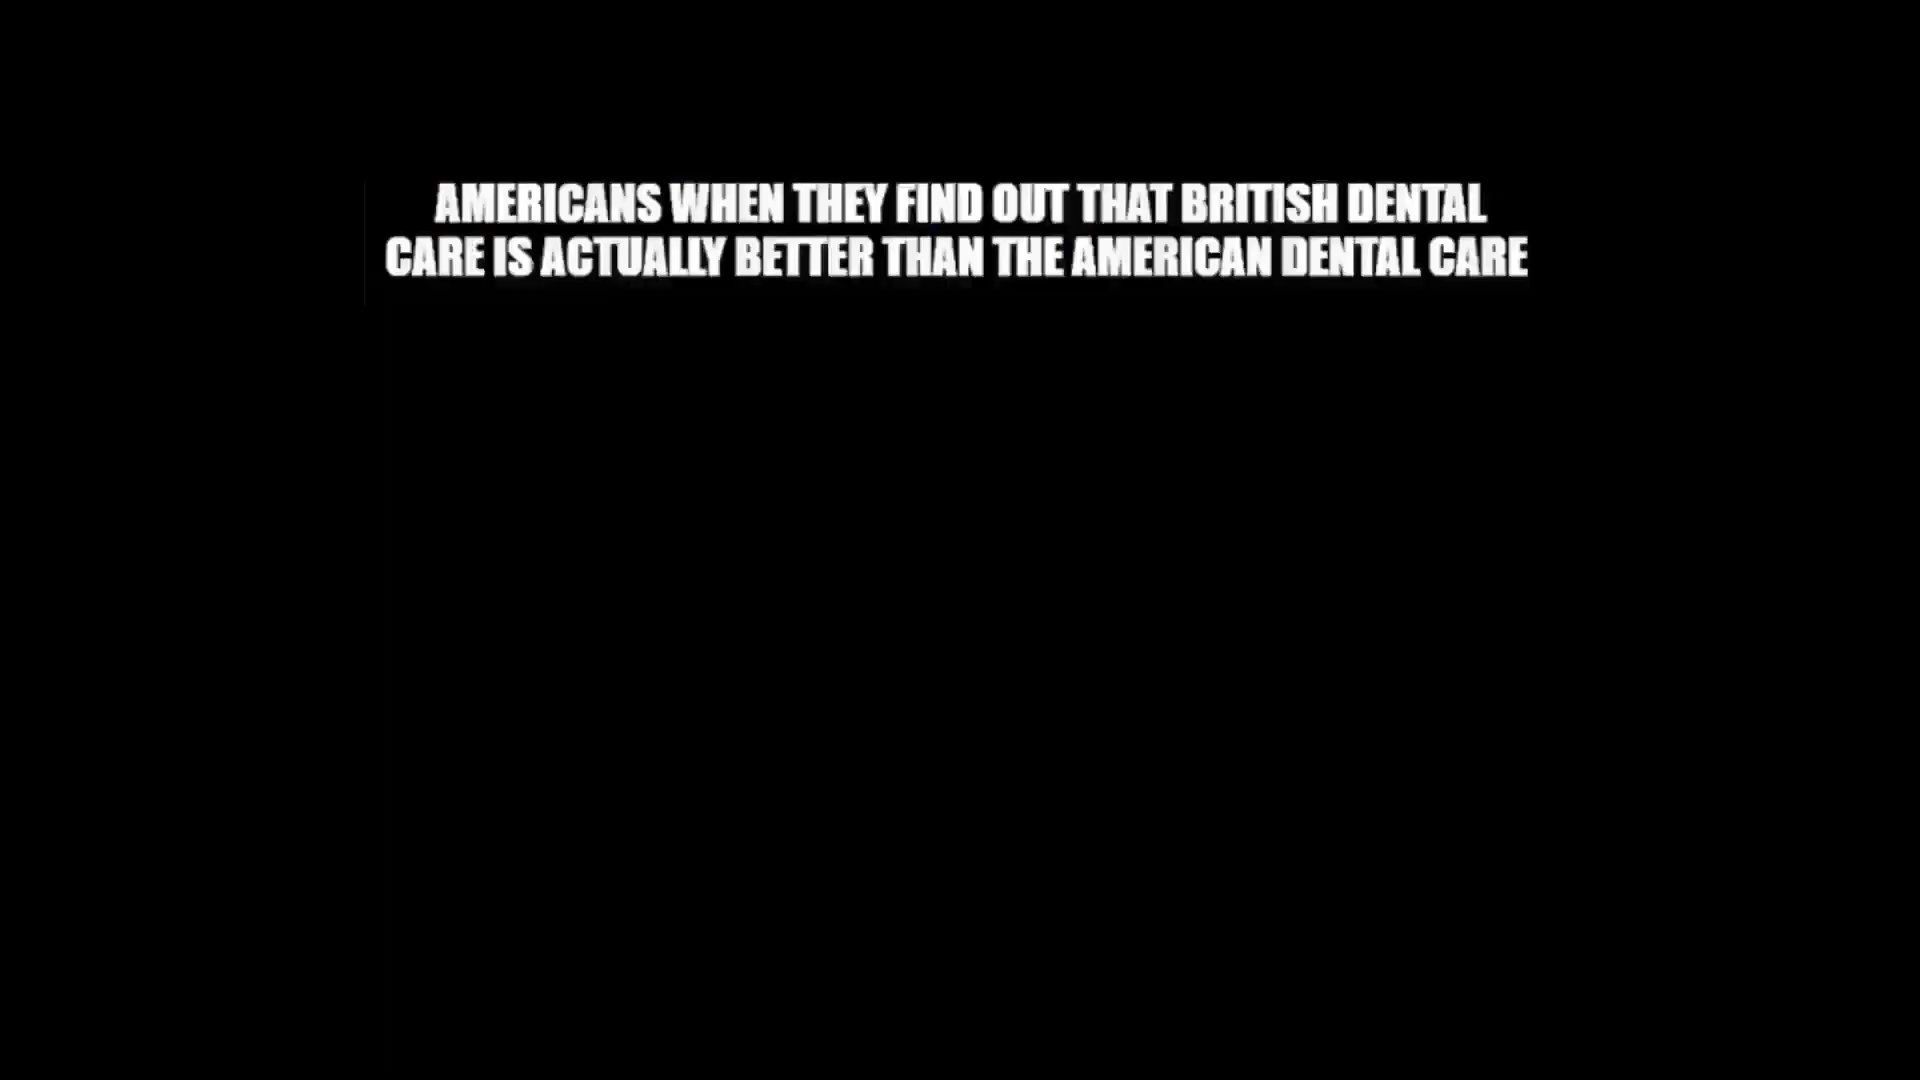 AMERICANS WHEN THEY FIND OUT THAT BRITISH DENTAL
CARE IS ACTUALLY BETTER THAN THE AMERICAN DENTAL CARE